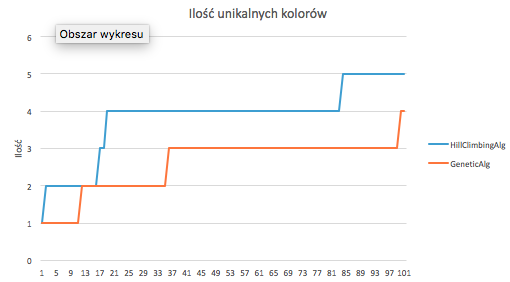 Ilość unikalnych kolorów
Obszar wykresu
6
5
4
3
2
1
0
Ilość
HillClimbingAlg
GeneticAlg
1 5 9 13 17 21 25 29 33 37 41 45 49 53 57 61 65 69 73 77 81 85 89 93 97 101